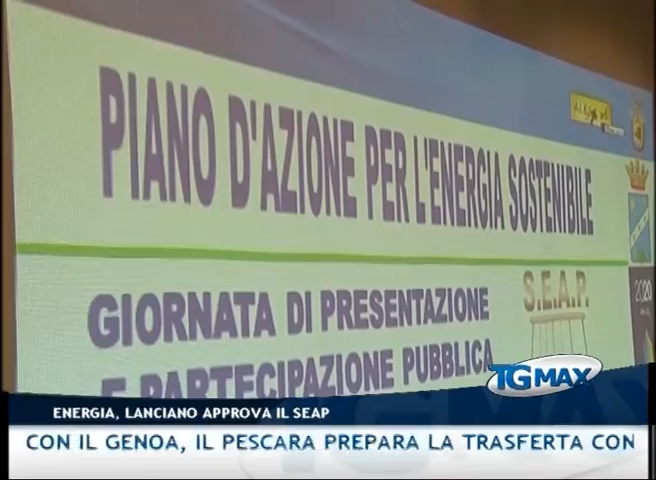 PIANO D'AZIONE PER L'ENERGIA SOSTENIBILE
GIORNATA DI PRESENTAZIONE
E PARTECIPAZIONE PUBBLICA
S.E.A.P.
TGMAX
ENERGIA, LANCIANO APPROVA IL SEAP
CON IL GENOA, IL PESCARA PREPARA LA TRASFERTA CON